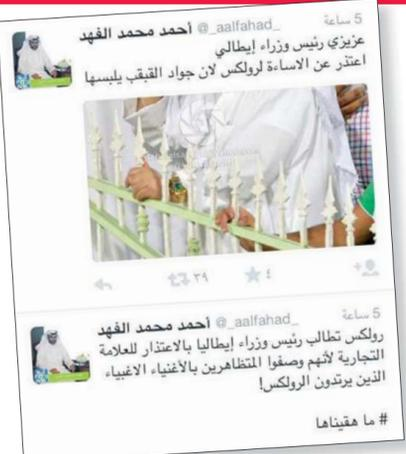 أحمد محمد الفهد @_aalfahad_
5 ساعة
عزيزي رئيس وزراء إيطالي
اعتذر عن الاساءة لرولكس لان جواد القبقب يلبسها
٣٩
٤
أحمد محمد الفهد @_aalfahad_
5 ساعة
رولكس تطالب رئيس وزراء إيطاليا بالاعتذار للعلامة
التجارية لأنهم وصفوا المتظاهرين بالأغنياء الاغبياء
الذين يرتدون الرولكس!
# ما هقيناها